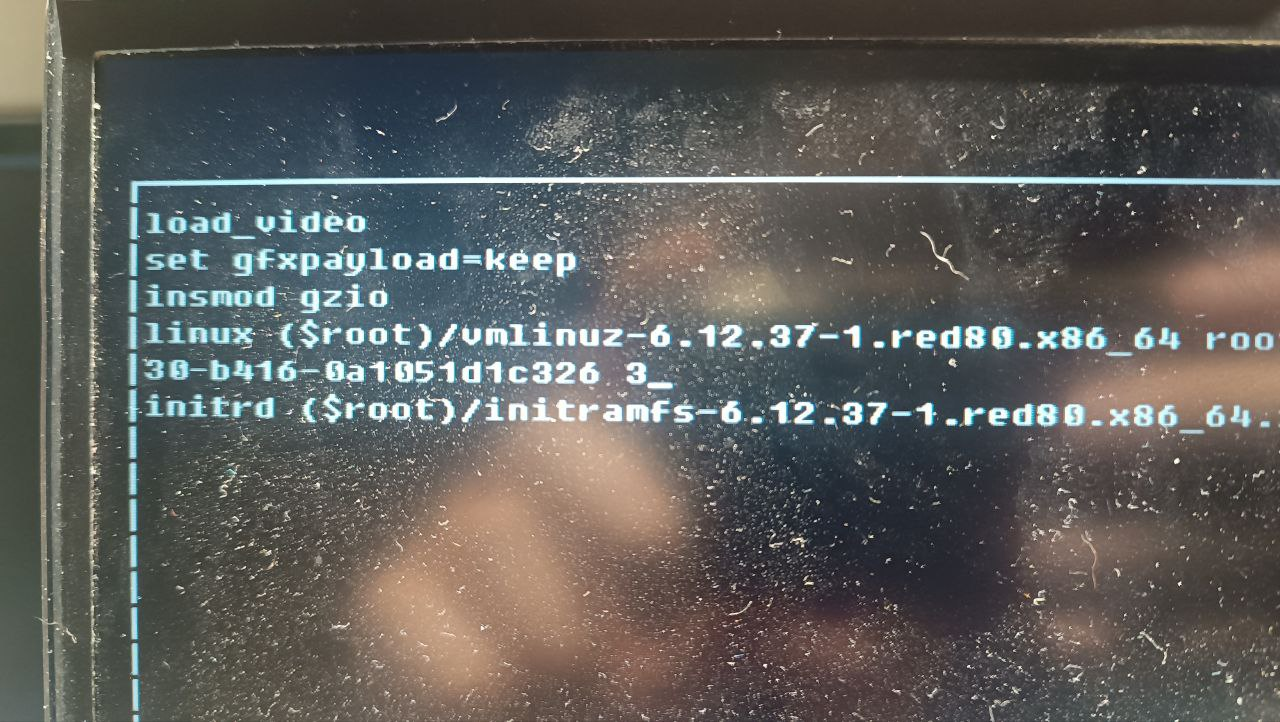 load_video
set gfxpayload=keep
insmod gzio
linux ($root)/vmlinuz-6.12.37-1.red80.x86_64 roo
30-b416-0a1051d1c326 3_
initrd ($root)/initramfs-6.12.37-1.red80.x86_64.